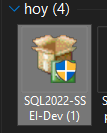 hoy (4)
SQL2022-SS
EI-Dev (1)